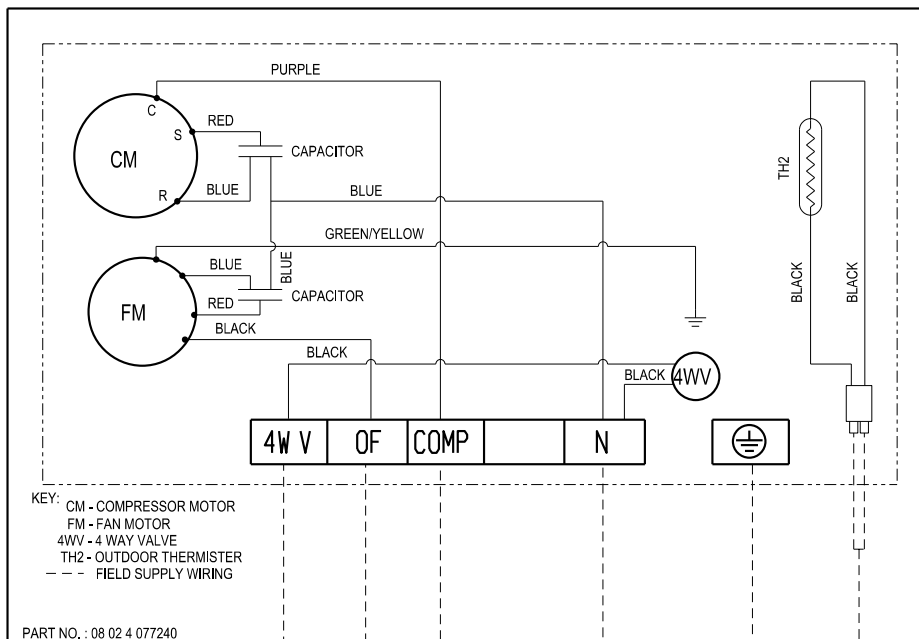 PURPLE
C
RED
S
CM
CAPACITOR
R
BLUE
BLUE
TH2
GREEN/YELLOW
BLUE
BLUE
BLACK
BLACK
FM
RED
CAPACITOR
BLACK
BLACK
BLACK
4WV
4W V
OF
COMP
N
KEY:
CM - COMPRESSOR MOTOR
FM - FAN MOTOR
4WV - 4 WAY VALVE
TH2 - OUTDOOR THERMISTER
FIELD SUPPLY WIRING
PART NO. : 08 02 4 077240